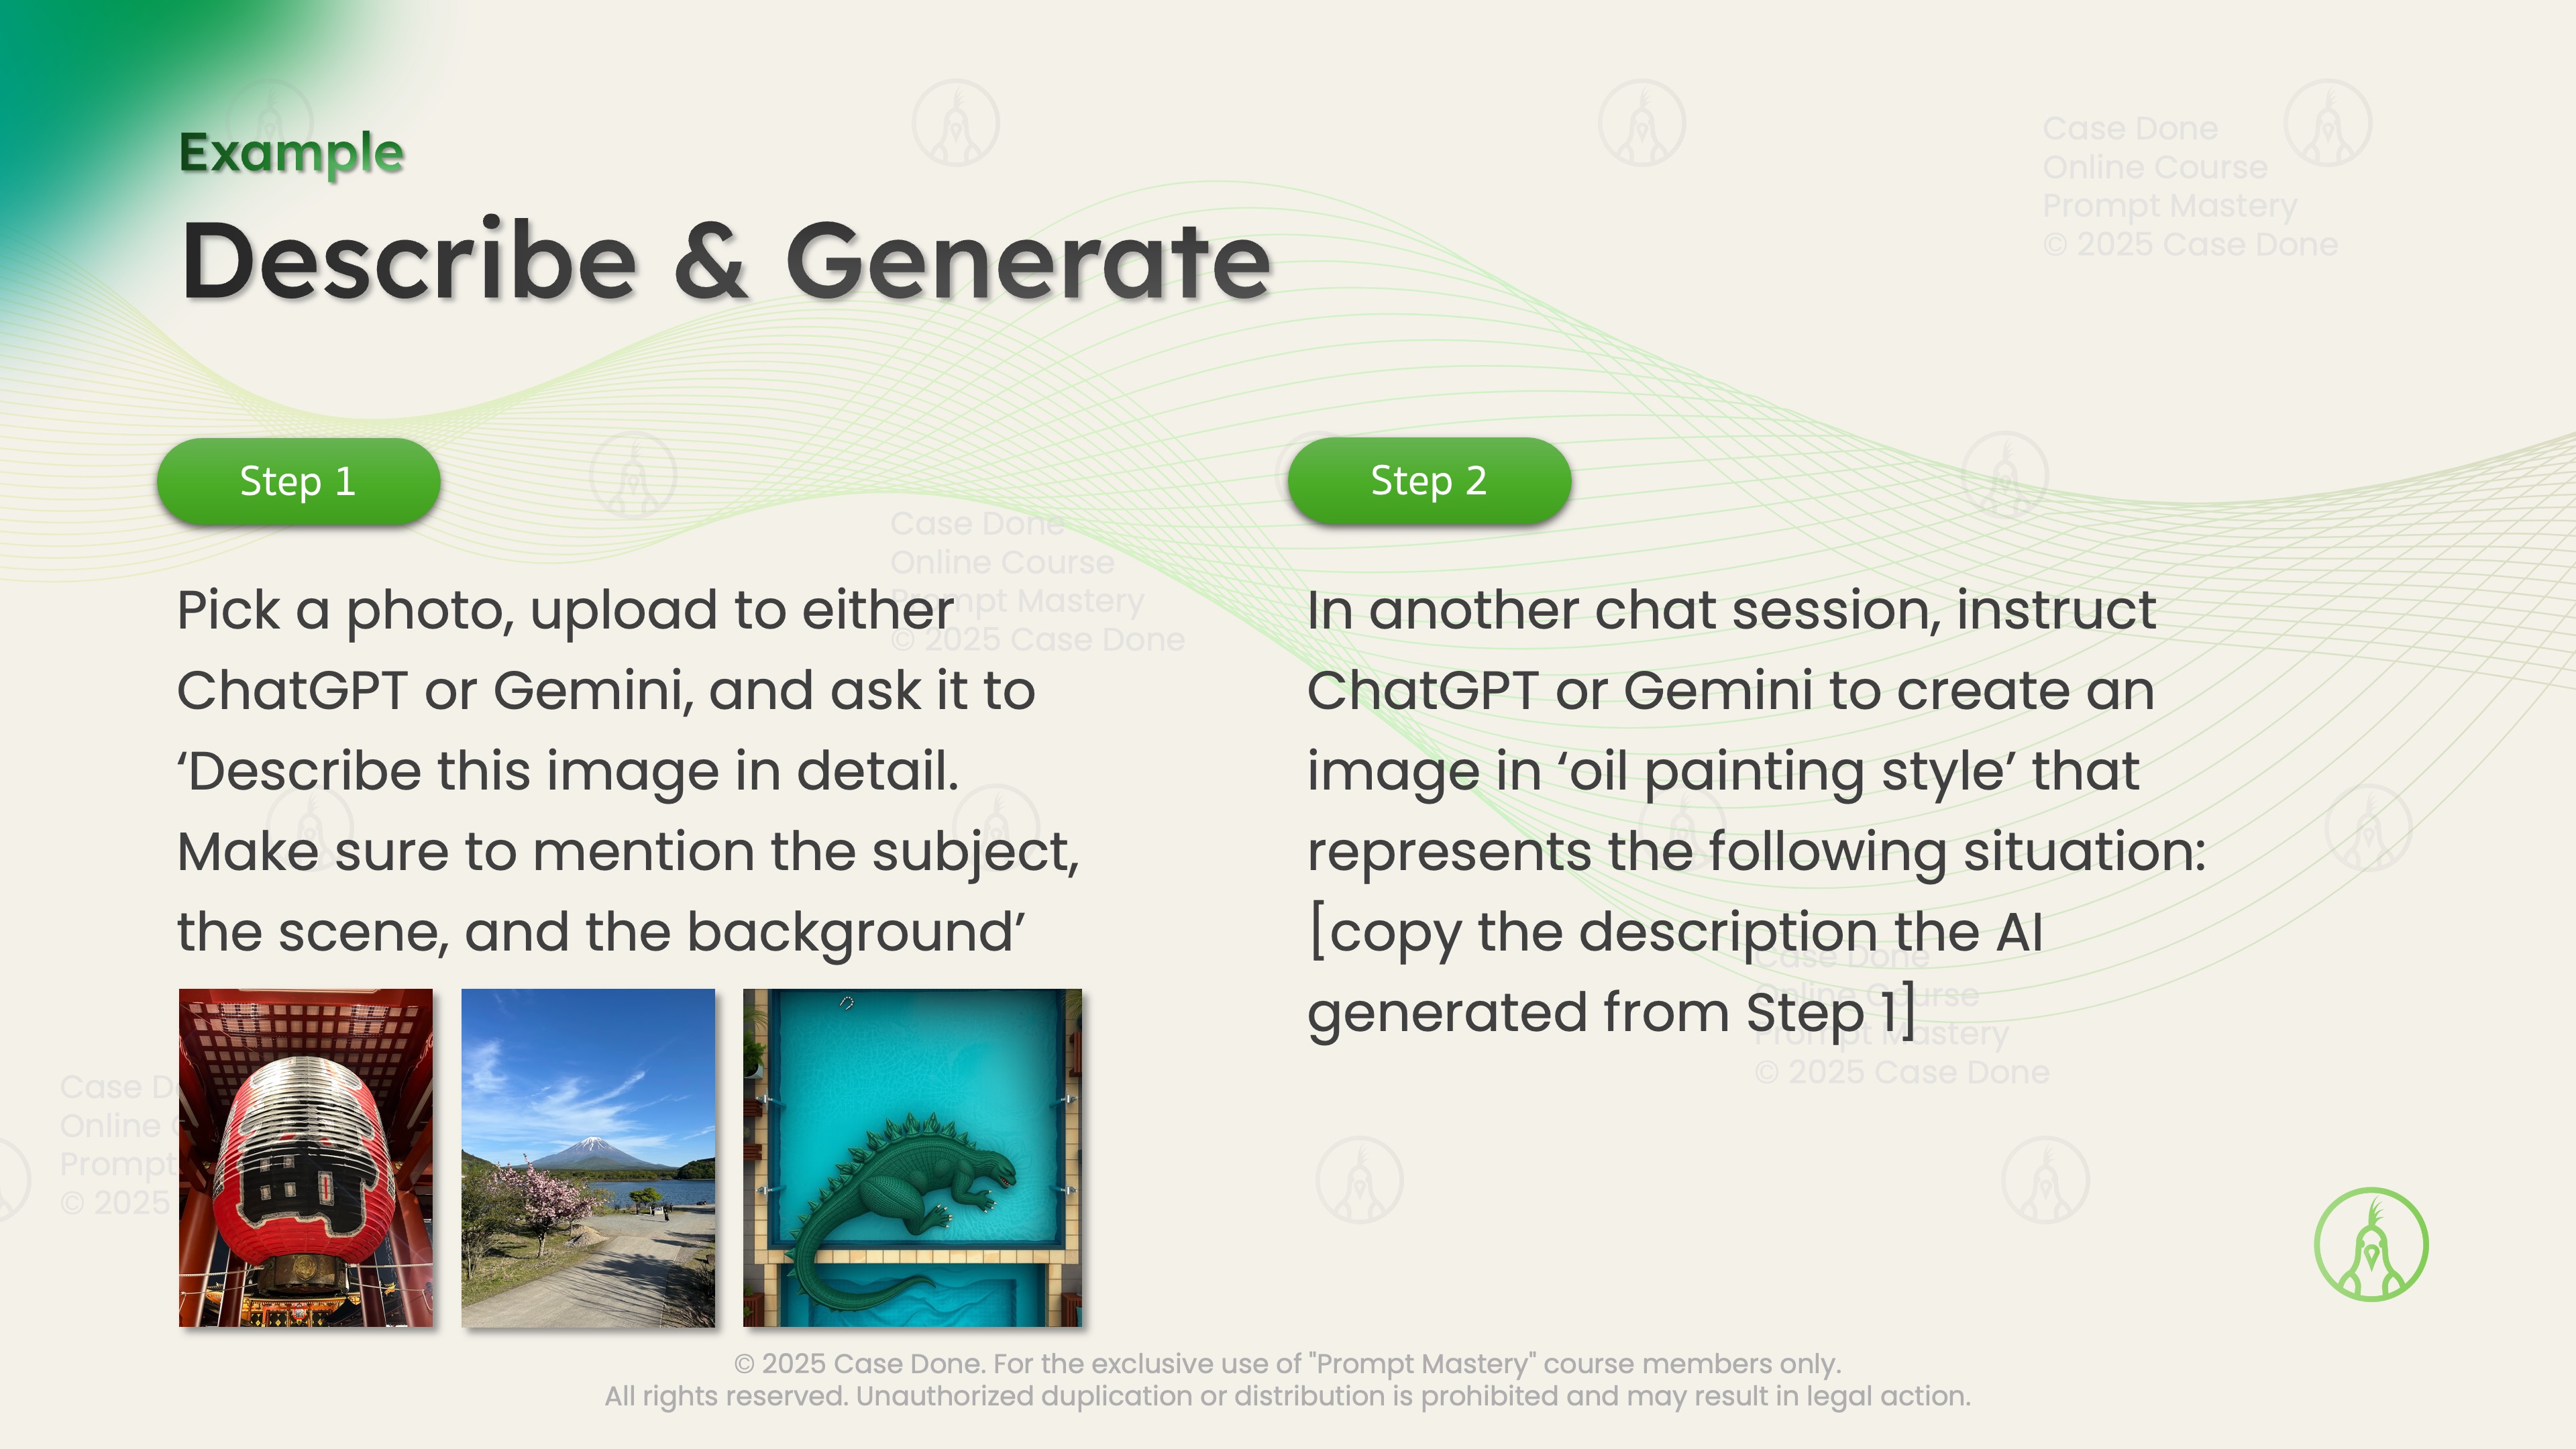 Example
Describe & Generate
Step 1
Pick a photo, upload to either
ChatGPT or Gemini, and ask it to
‘Describe this image in detail.
Make sure to mention the subject,
the scene, and the background’
Step 2
In another chat session, instruct
ChatGPT or Gemini to create an
image in ‘oil painting style’ that
represents the following situation:
[copy the description the AI
generated from Step 1]
Case Done
Online Course
Prompt Mastery
© 2025 Case Done
Case Done
Online Course
Prompt Mastery
© 2025 Case Done
Case Done
Online Course
Prompt Mastery
© 2025 Case Done
Case
Online
Prompt
© 2025
© 2025 Case Done. For the exclusive use of "Prompt Mastery" course members only.
All rights reserved. Unauthorized duplication or distribution is prohibited and may result in legal action.